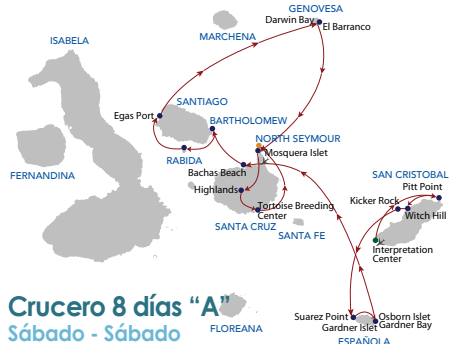 GENOVESA
Darwin Bay
El Barranco
MARCHENA
ISABELA
SANTIAGO
Egas Port
BARTHOLOMEW
NORTH SEYMOUR
Mosquera Islet
RABIDA
Bachas Beach
FERNANDINA
SAN CRISTOBAL
Pitt Point
Highlands
Kicker Rock
Witch Hill
Tortoise Breeding
Center
SANTA CRUZ
SANTA FE
Interpretation
Center
Crucero 8 días “A”
Sábado - Sábado
FLOREANA
Suarez Point
Osborn Islet
Gardner Islet
Gardner Bay
ESPAÑOLA